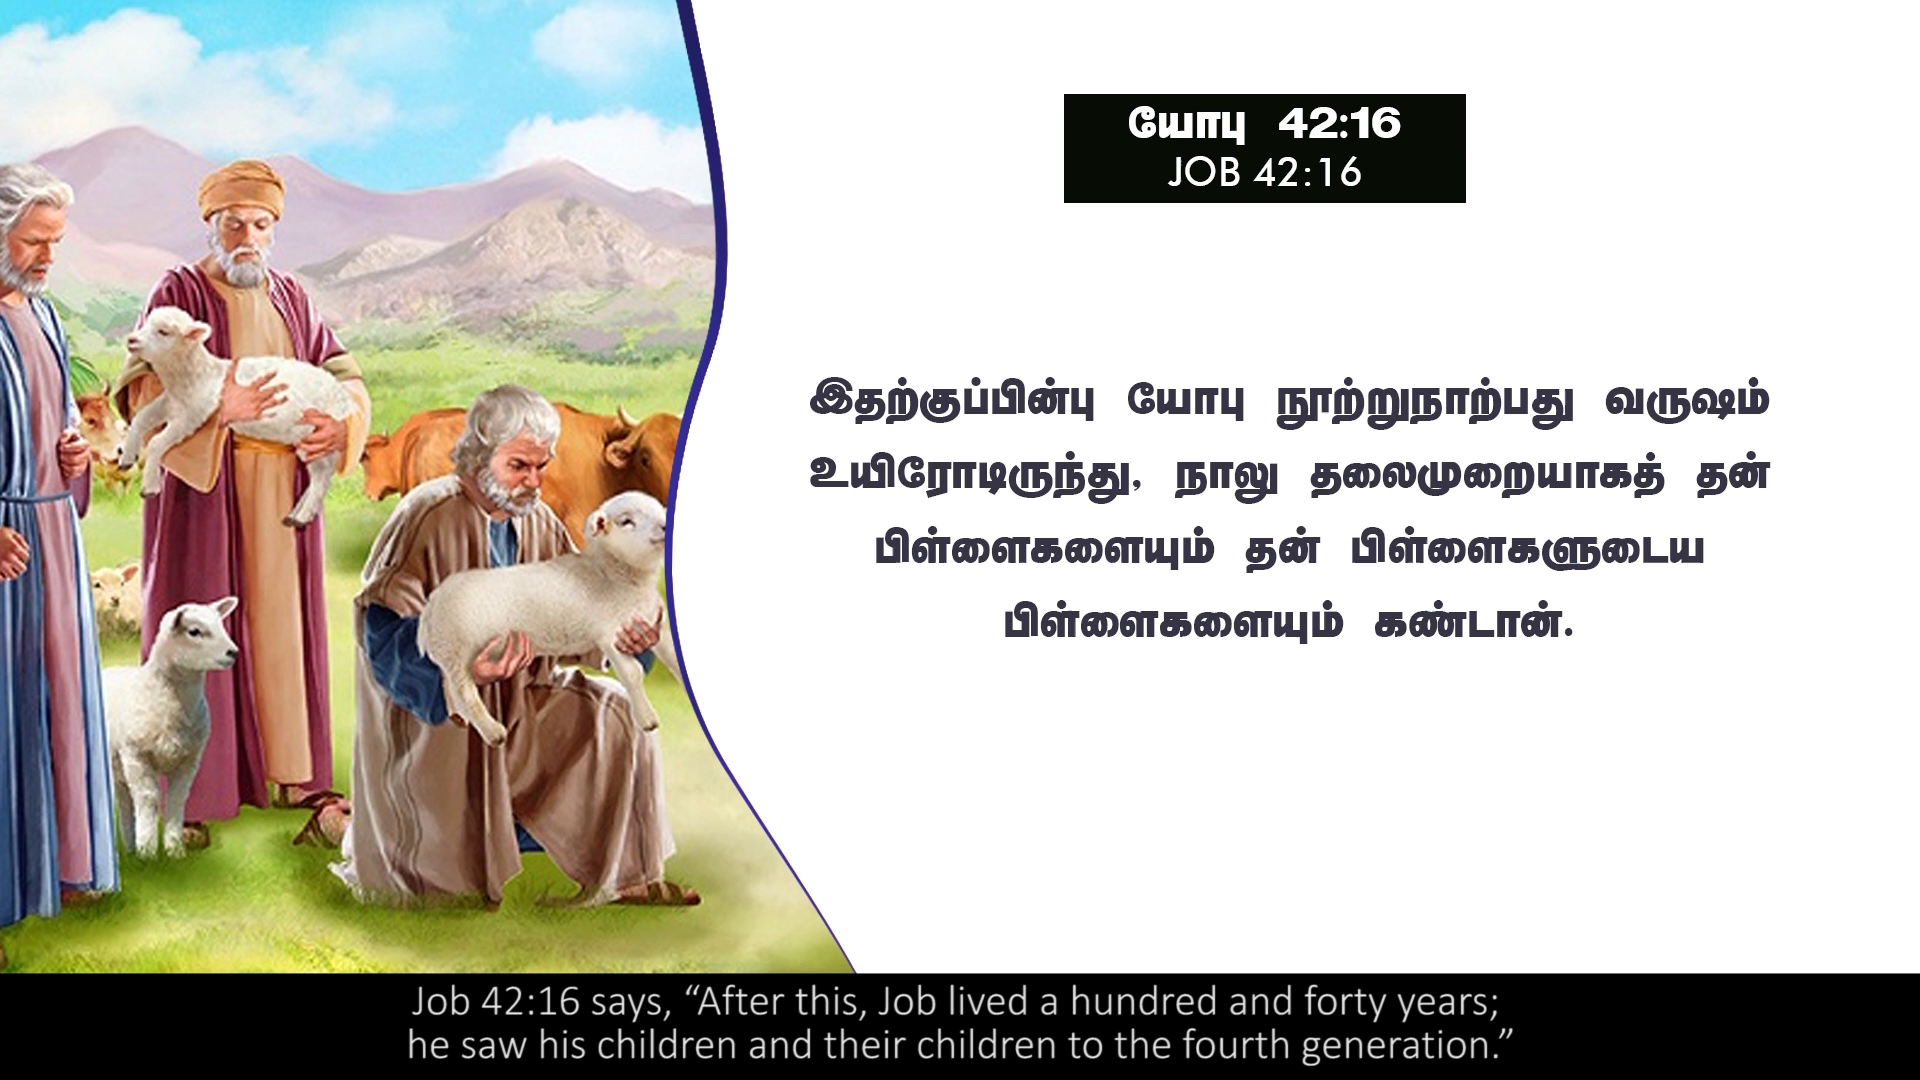 யோபு 42:16
JOB 42:16
இதற்குப்பின்பு யோபு நூற்றுநாற்பது வருஷம்
உயிரோடிருந்து, நாலு தலைமுறையாகத் தன்
பிள்ளைகளையும் தன் பிள்ளைகளுடைய
பிள்ளைகளையும் கண்டான்.
Job 42:16 says, “After this, Job lived a hundred and forty years;
he saw his children and their children to the fourth generation.”